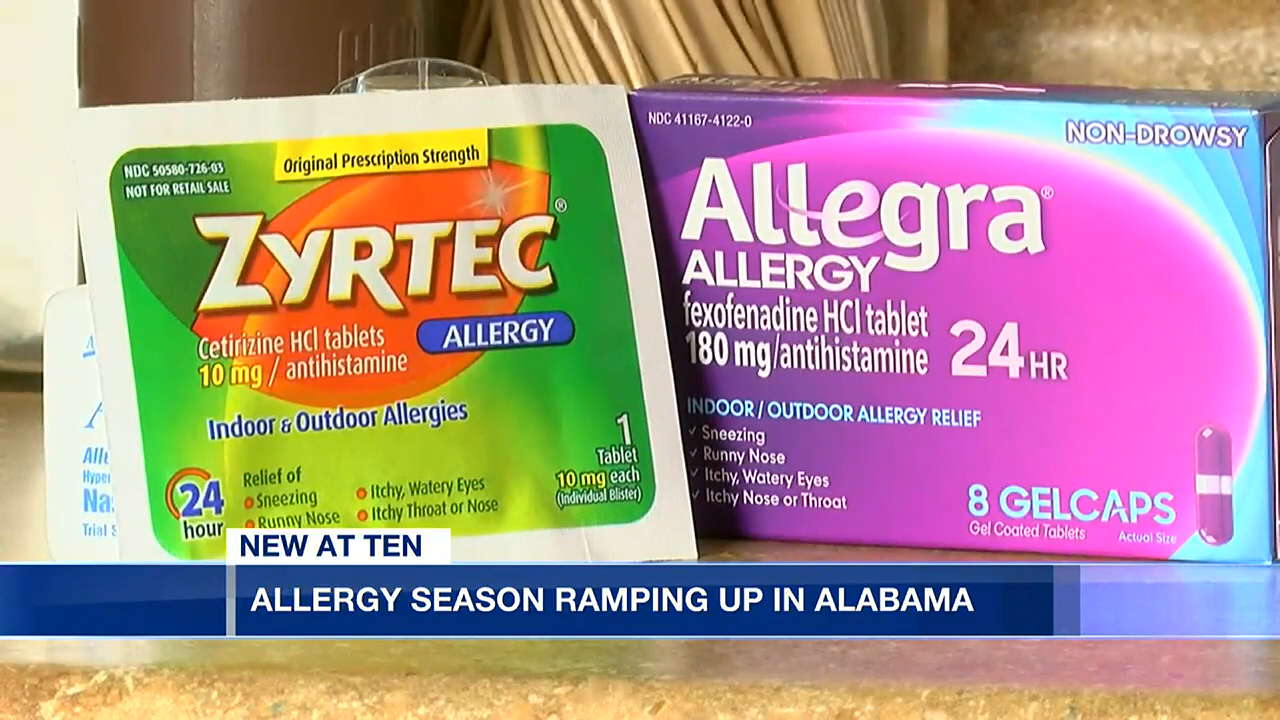 NDC 50580-726-03
NOT FOR RETAIL SALE
Original Prescription Strength
ZYRTEC®
ALLERGY
Cetirizine HCl tablets
10 mg / antihistamine
Indoor & Outdoor Allergies
24
hour
Relief of
Sneezing
Runny Nose
Itchy, Watery Eyes
Itchy Throat or Nose
1
Tablet
10 mg each
(Individual Blister)
NDC 41167-4122-0
NON-DROWSY
Allegra®
ALLERGY
fexofenadine HCl tablet
180 mg/antihistamine
24 HR
INDOOR / OUTDOOR ALLERGY RELIEF
✓ Sneezing
✓ Runny Nose
✓ Itchy, Watery Eyes
✓ Itchy Nose or Throat
8 GELCAPS
Gel Coated Tablets
Actual Size
NEW AT TEN
ALLERGY SEASON RAMPING UP IN ALABAMA